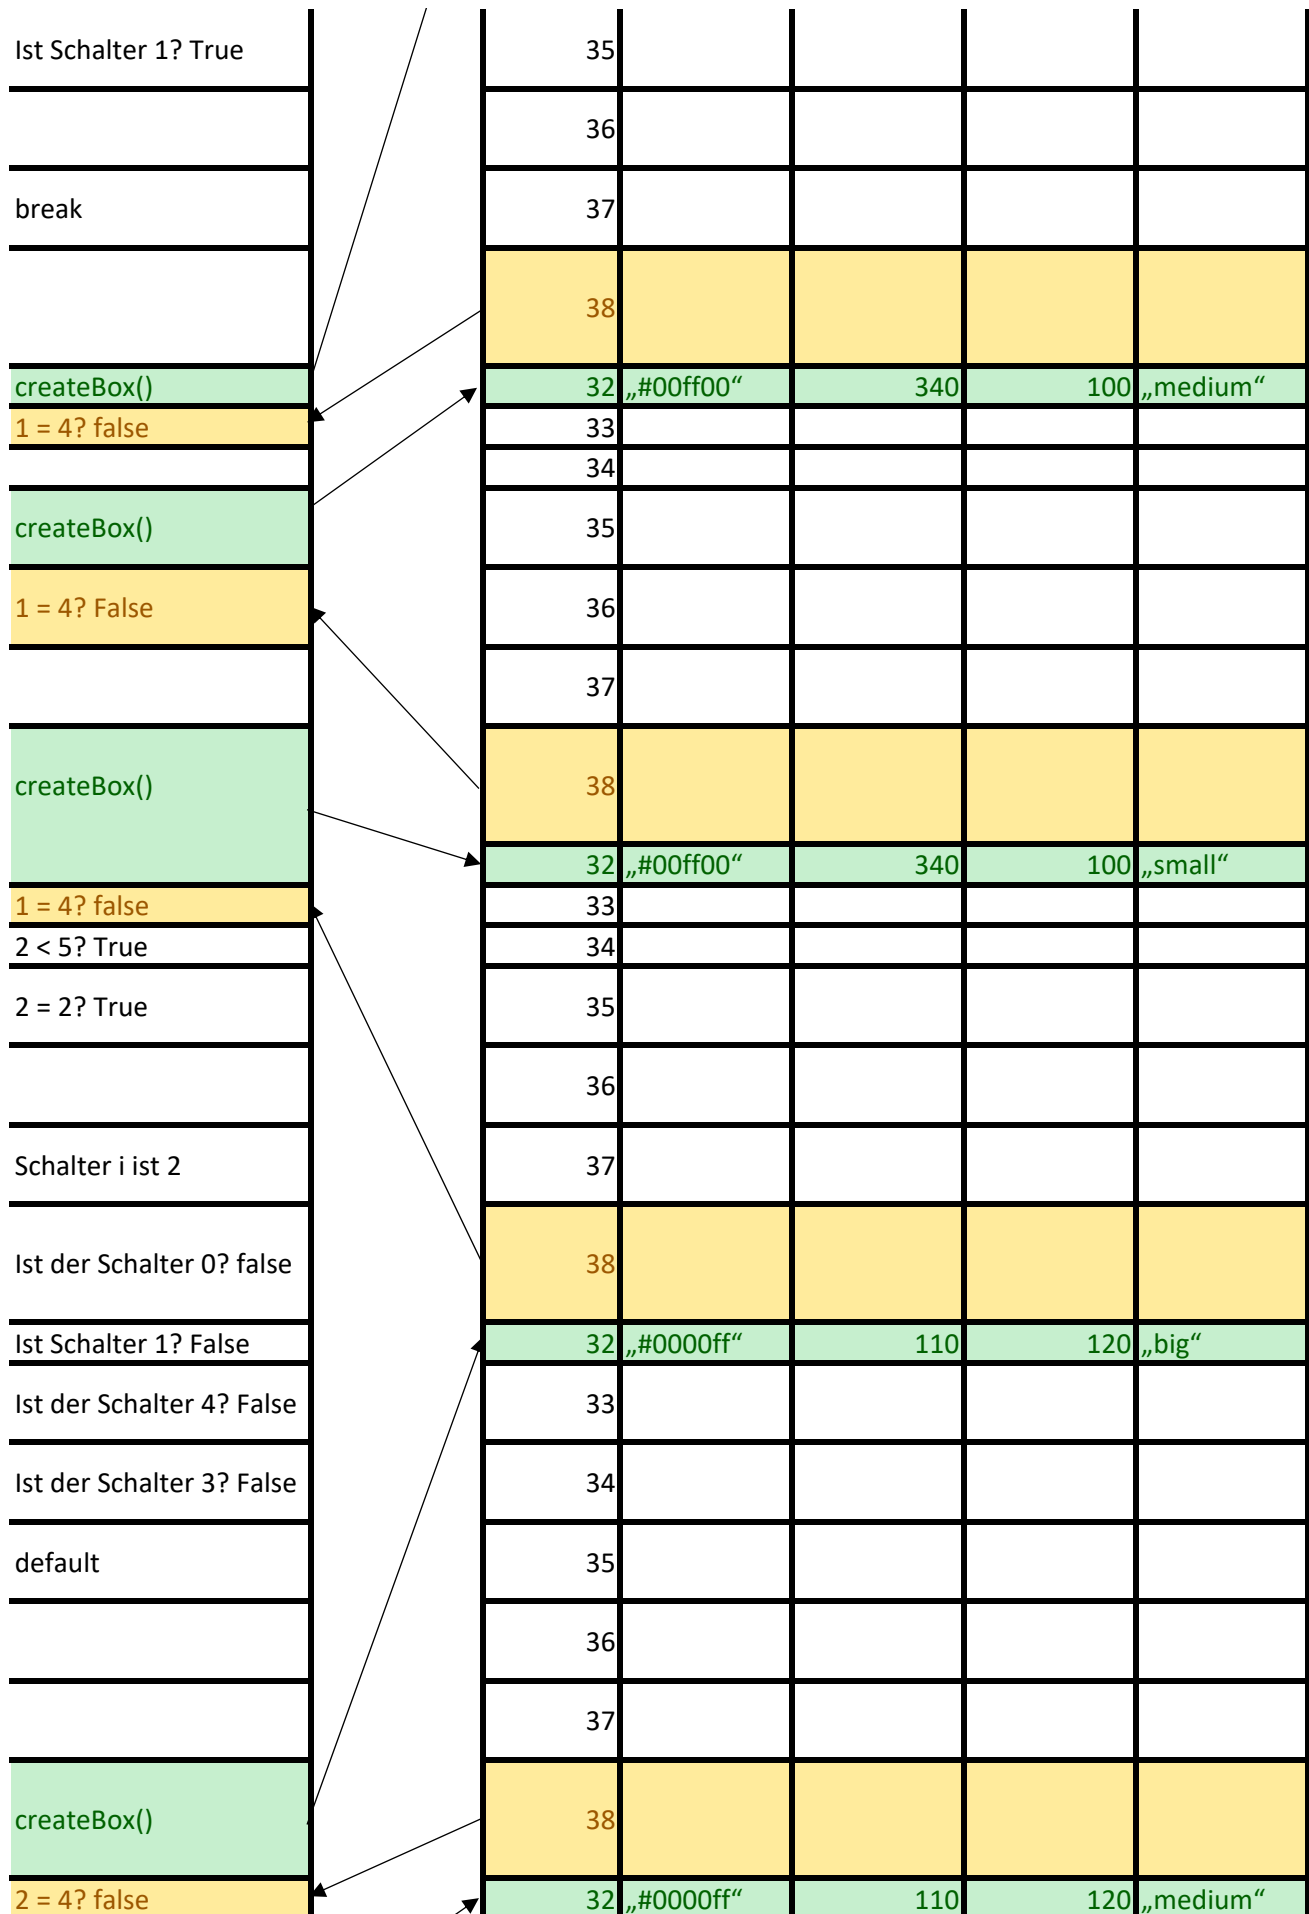 Ist Schalter 1? True 35
36
break 37
38
createBox() 32 „#00ff00“ 340 100 „medium“
1 = 4? false 33
34
createBox() 35
1 = 4? False 36
37
createBox() 38
32 „#00ff00“ 340 100 „small“
1 = 4? false 33
2 < 5? True 34
2 = 2? True 35
36
Schalter i ist 2 37
Ist der Schalter 0? false 38
Ist Schalter 1? False 32 „#0000ff“ 110 120 „big“
Ist der Schalter 4? False 33
Ist der Schalter 3? False 34
default 35
36
37
createBox() 38
2 = 4? false 32 „#0000ff“ 110 120 „medium“